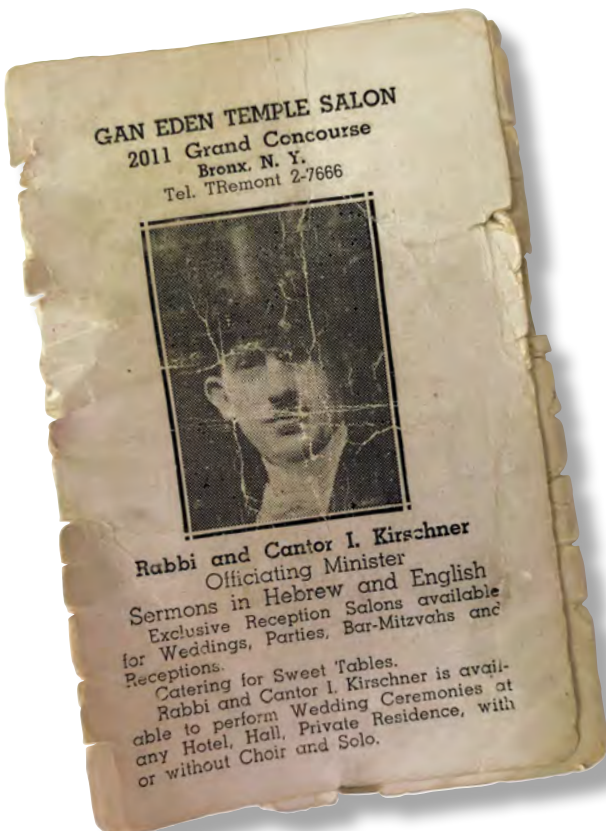 GAN EDEN TEMPLE SALON
2011 Grand Concourse
Bronx, N. Y.
Tel. TRemont 2-7666
Rabbi and Cantor I. Kirschner
Officiating Minister
Sermons in Hebrew and English
Exclusive Reception Salons available
for Weddings, Parties, Bar-Mitzvahs and
Receptions.
Catering for Sweet Tables.
Rabbi and Cantor I. Kirschner is avail-
able to perform Wedding Ceremonies at
any Hotel, Hall, Private Residence, with
or without Choir and Solo.